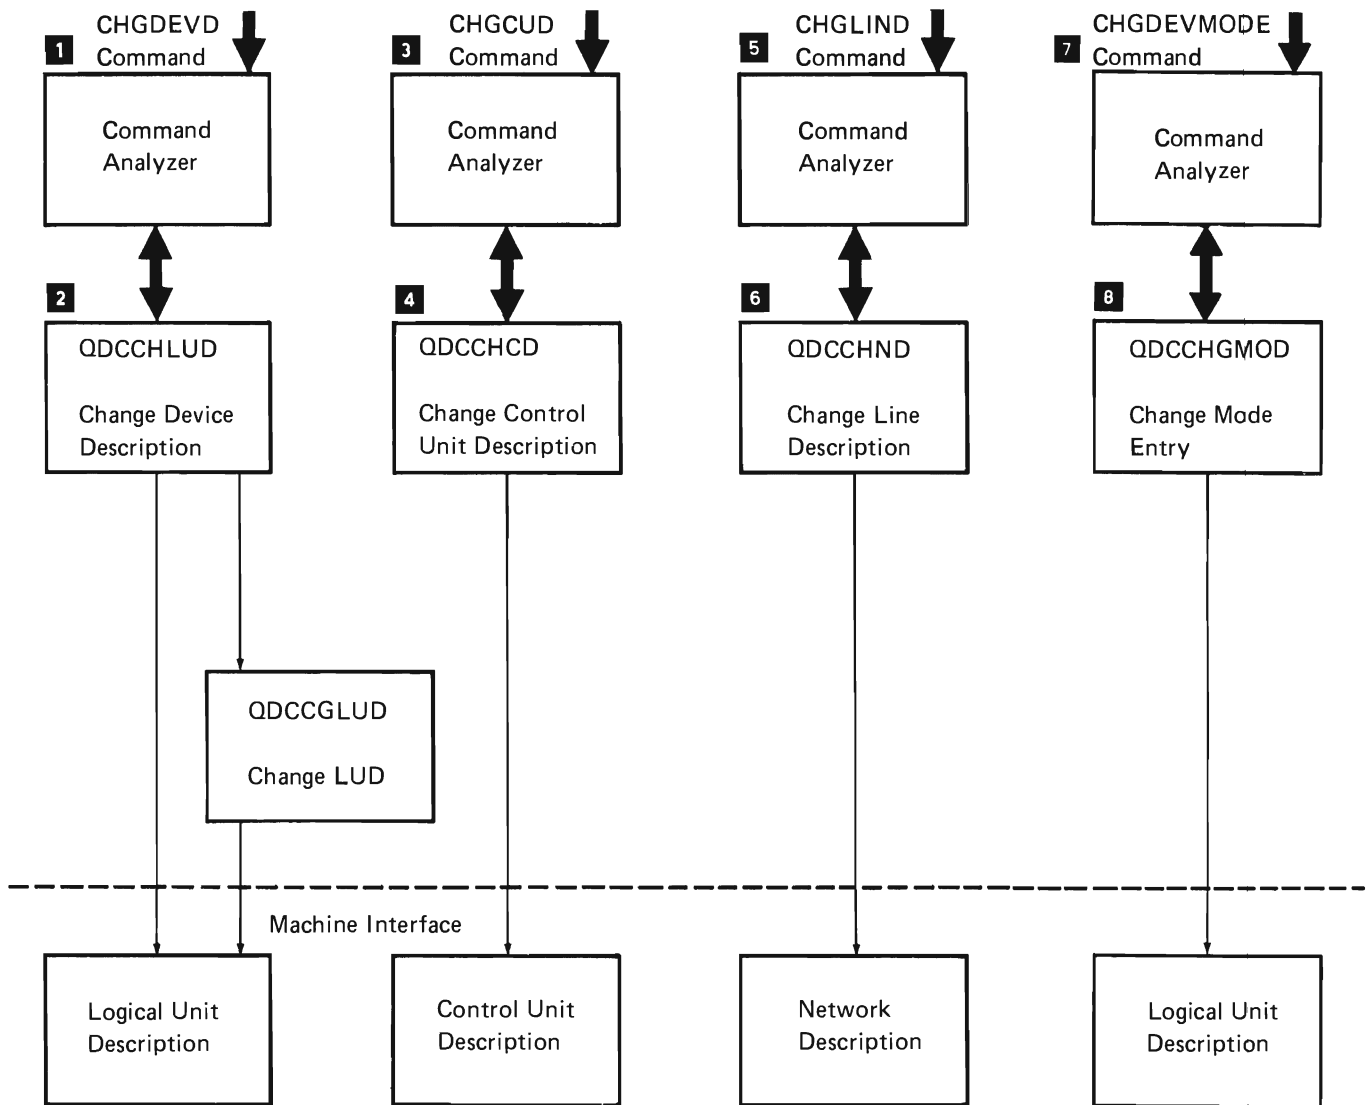 1
CHGDEVD
Command
3
CHGCUD
Command
5
CHGLIND
Command
7
CHGDEVMODE
Command
Command
Analyzer
Command
Analyzer
Command
Analyzer
Command
Analyzer
2
4
6
8
QDCCHLUD
Change Device
Description
QDCCHCD
Change Control
Unit Description
QDCCHND
Change Line
Description
QDCCHGMOD
Change Mode
Entry
QDCCGLUD
Change LUD
Machine Interface
Logical Unit
Description
Control Unit
Description
Network
Description
Logical Unit
Description